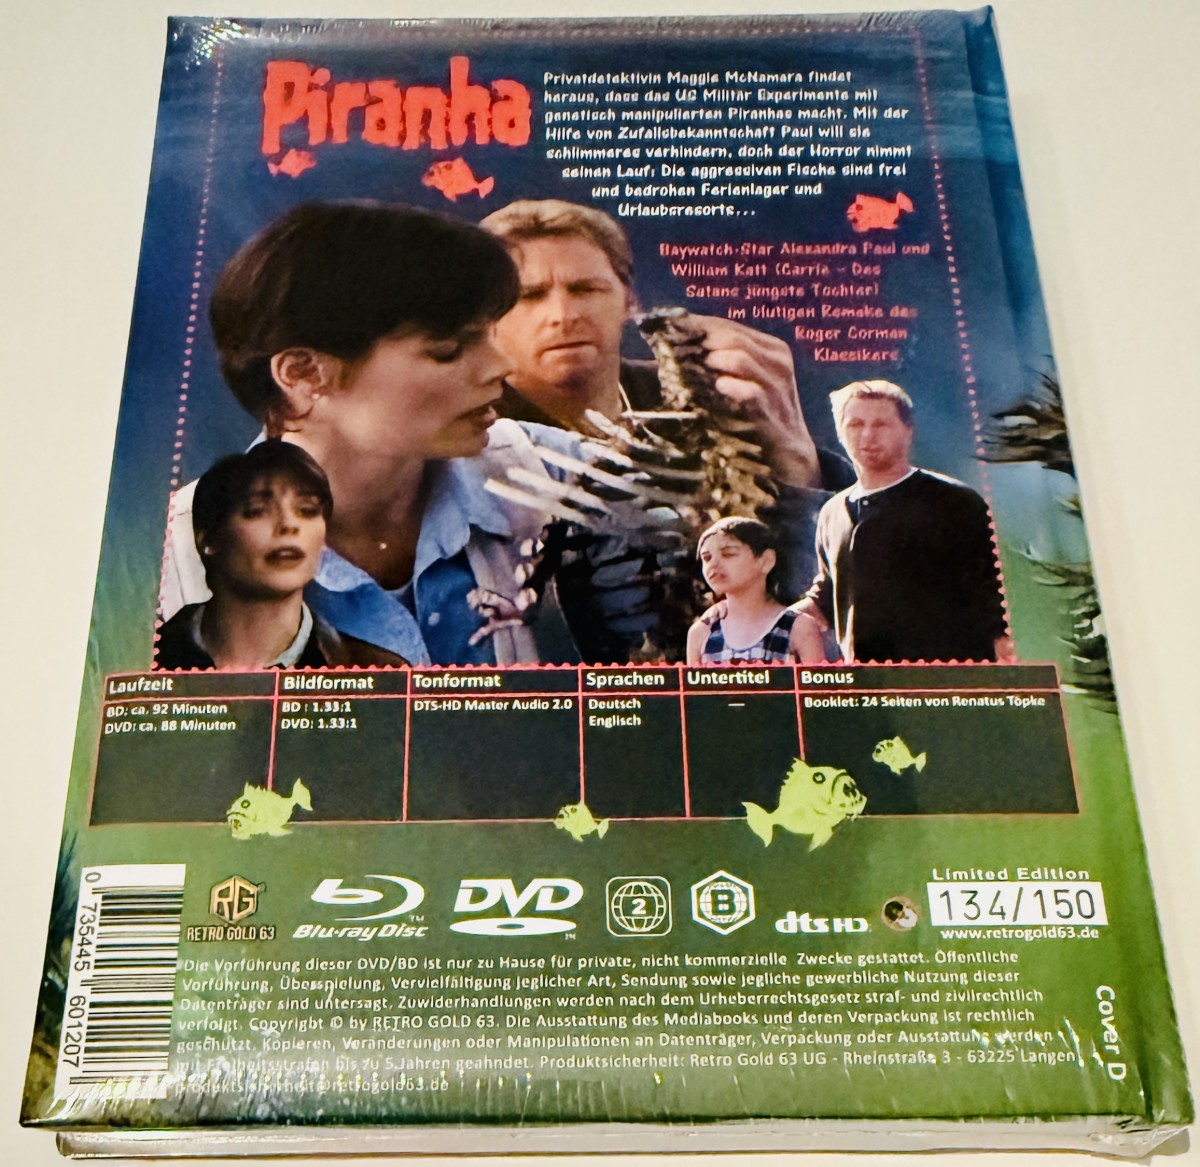 Piranha
Privatdetektivin Maggie McNamara findet
heraus, dass das US Militär Experimente mit
genetisch manipulierten Piranhas macht. Mit der
Hilfe von Zufallsbekanntschaft Paul will sie
schlimmeres verhindern, doch der Horror nimmt
seinen Lauf: Die aggressiven Fische sind frei
und bedrohen Ferienlager und
Urlaubsresorts...
Baywatch-Star Alexandra Paul und
William Katt (Carrie - Des
Satans jüngste Tochter)
im blutigen Remake des
Roger Corman
Klassikers.
Laufzeit
BD: ca. 92 Minuten
DVD: ca. 88 Minuten
Bildformat
BD : 1.33:1
DVD: 1.33:1
Tonformat
DTS-HD Master Audio 2.0
Sprachen
Deutsch
Englisch
Untertitel
—
Bonus
Booklet: 24 Seiten von Renatus Töpke
0 735445 601207
RG
RETRO GOLD 63
Blu-ray Disc™
DVD™
2
B
dts HD
Limited Edition
134/150
www.retrogold63.de
Die Vorführung dieser DVD/BD ist nur zu Hause für private, nicht kommerzielle Zwecke gestattet. Öffentliche
Vorführung, Überspielung, Vervielfältigung jeglicher Art, Sendung sowie jegliche gewerbliche Nutzung dieser
Datenträger sind untersagt. Zuwiderhandlungen werden nach dem Urheberrechtsgesetz straf- und zivilrechtlich
verfolgt. Copyright © by RETRO GOLD 63. Die Ausstattung des Mediabooks und deren Verpackung ist rechtlich
geschützt. Kopieren, Veränderungen oder Manipulationen an Datenträger, Verpackung oder Ausstattung werden
mit Freiheitsstrafen bis zu 5 Jahren geahndet. Produktsicherheit: Retro Gold 63 UG - Rheinstraße 3 - 63225 Langen
produktsicherheit@retrogold63.de
Cover D